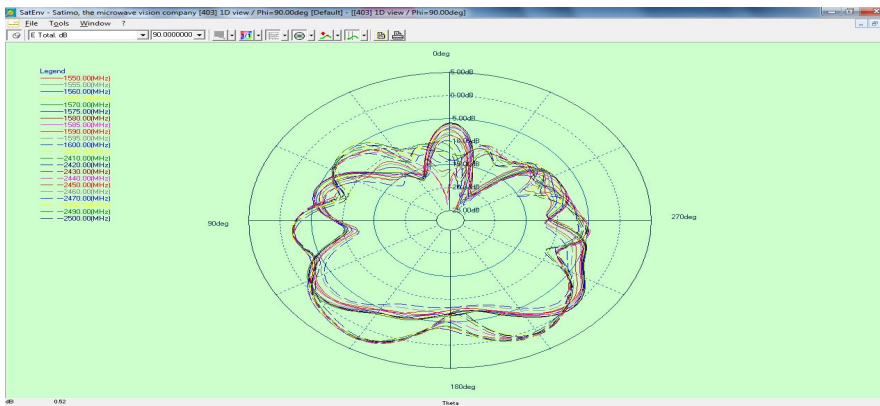 SatEnv - Satimo, the microwave vision company [403] 1D view / Phi=90.00deg [Default] - [[403] 1D view / Phi=90.00deg]
File Tools Window ?
E Total. dB 90.0000000
0deg
Legend
1550.00(MHz)
1555.00(MHz)
1560.00(MHz)
1570.00(MHz)
1575.00(MHz)
1580.00(MHz)
1585.00(MHz)
1590.00(MHz)
1595.00(MHz)
1600.00(MHz)
2410.00(MHz)
2420.00(MHz)
2430.00(MHz)
2440.00(MHz)
2450.00(MHz)
2460.00(MHz)
2470.00(MHz)
2490.00(MHz)
2500.00(MHz)
5.00dB
0.00dB
-5.00dB
90deg
270deg
180deg
dB 0.52 Theta